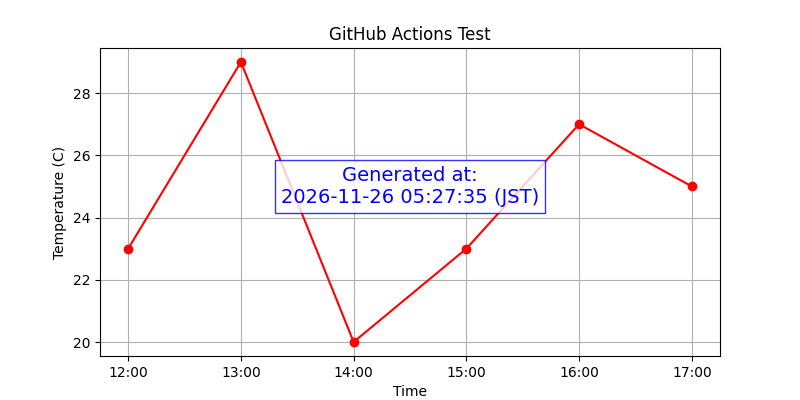 GitHub Actions Test
Temperature (C)
28
26
24
22
20
Generated at:
2026-11-26 05:27:35 (JST)
12:00 13:00 14:00 15:00 16:00 17:00
Time